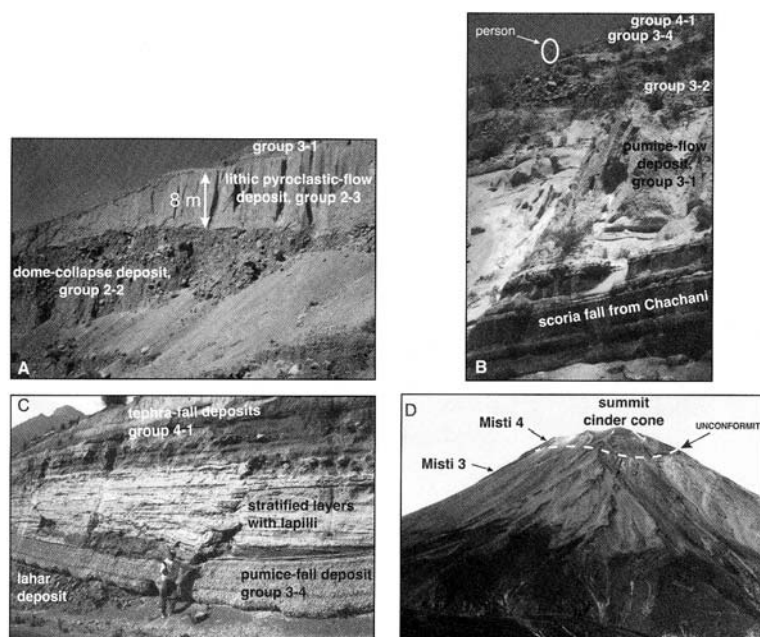 group 3-1
lithic pyroclastic-flow
deposit, group 2-3
8 m
dome-collapse deposit,
group 2-2
A
group 4-1
group 3-4
person
group 3-2
pumice-flow
deposit,
group 3-1
scoria fall from Chachani
B
C
tephra-fall deposits
group 4-1
stratified layers
with lapilli
pumice-fall deposit
group 3-4
lahar
deposit
D
summit
cinder cone
Misti 4
UNCONFORMIT
Misti 3